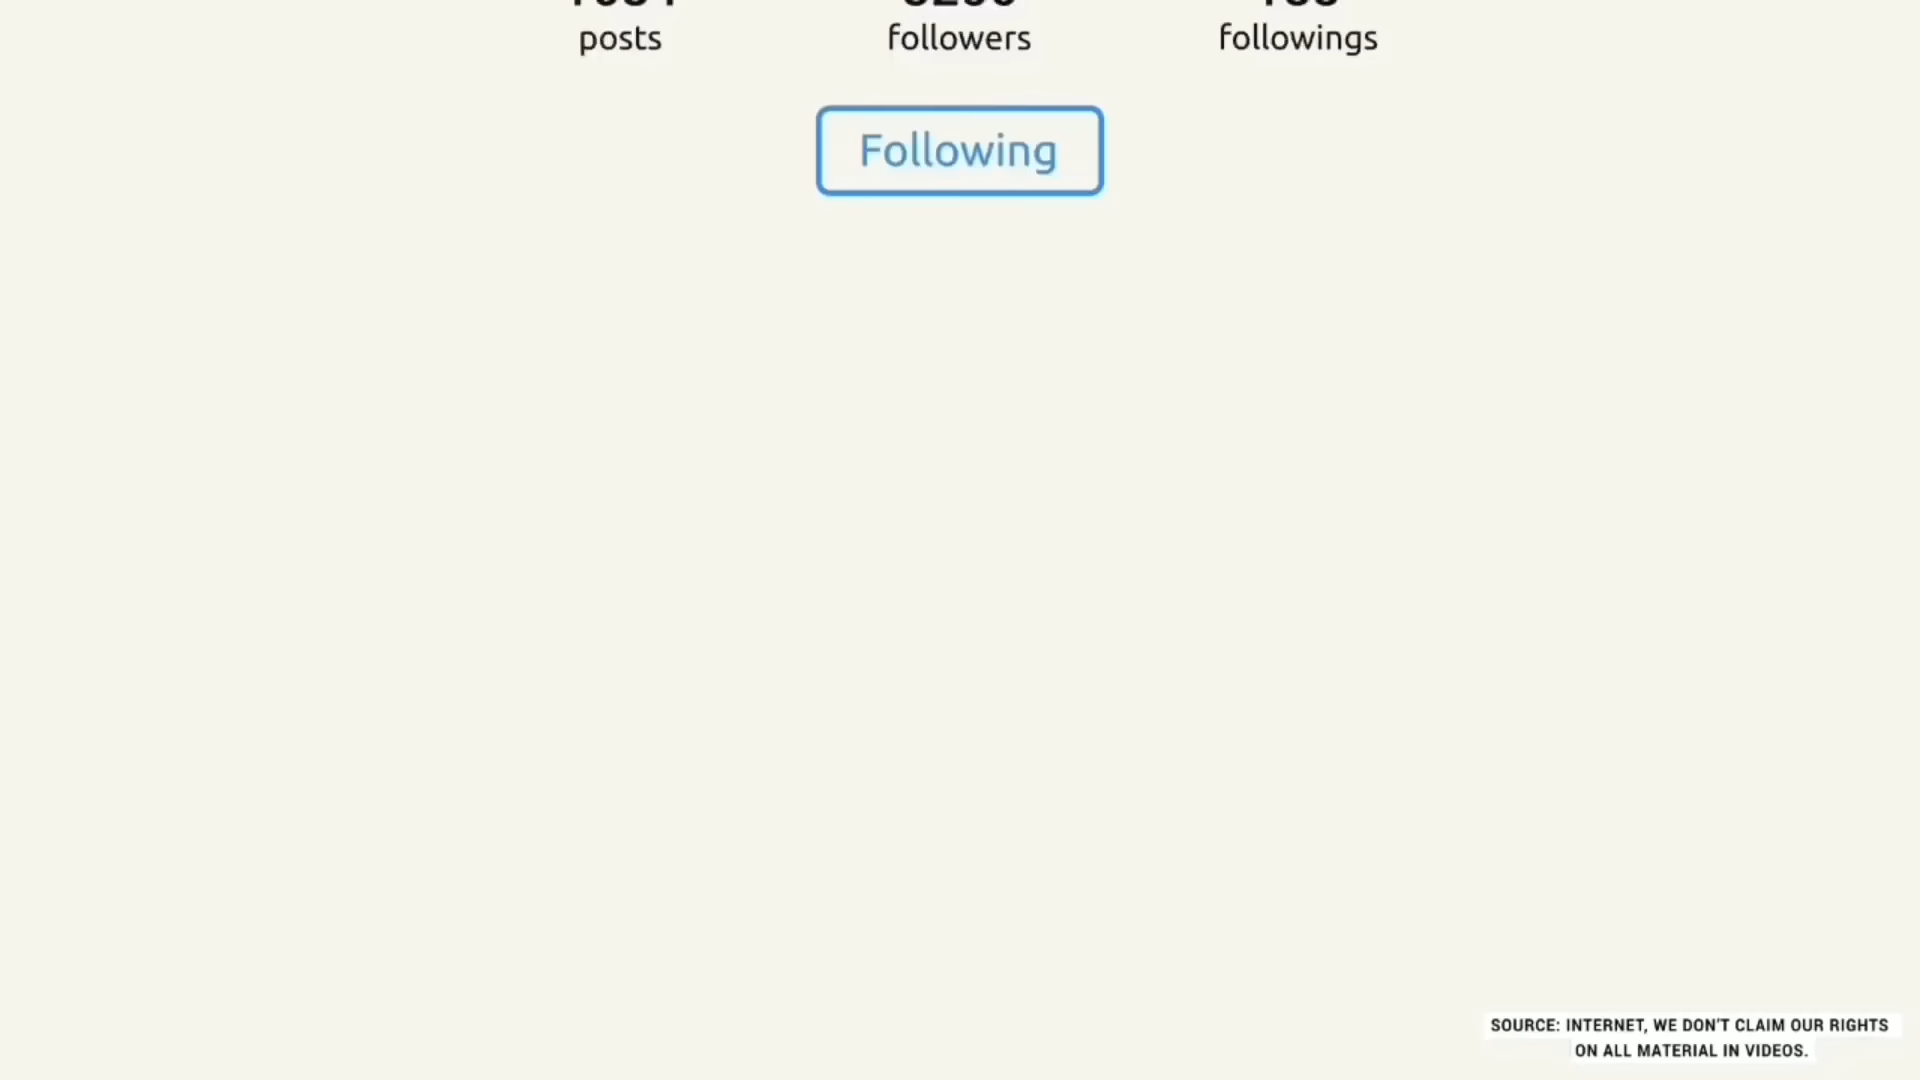 posts followers followings
Following
SOURCE: INTERNET, WE DON'T CLAIM OUR RIGHTS
ON ALL MATERIAL IN VIDEOS.